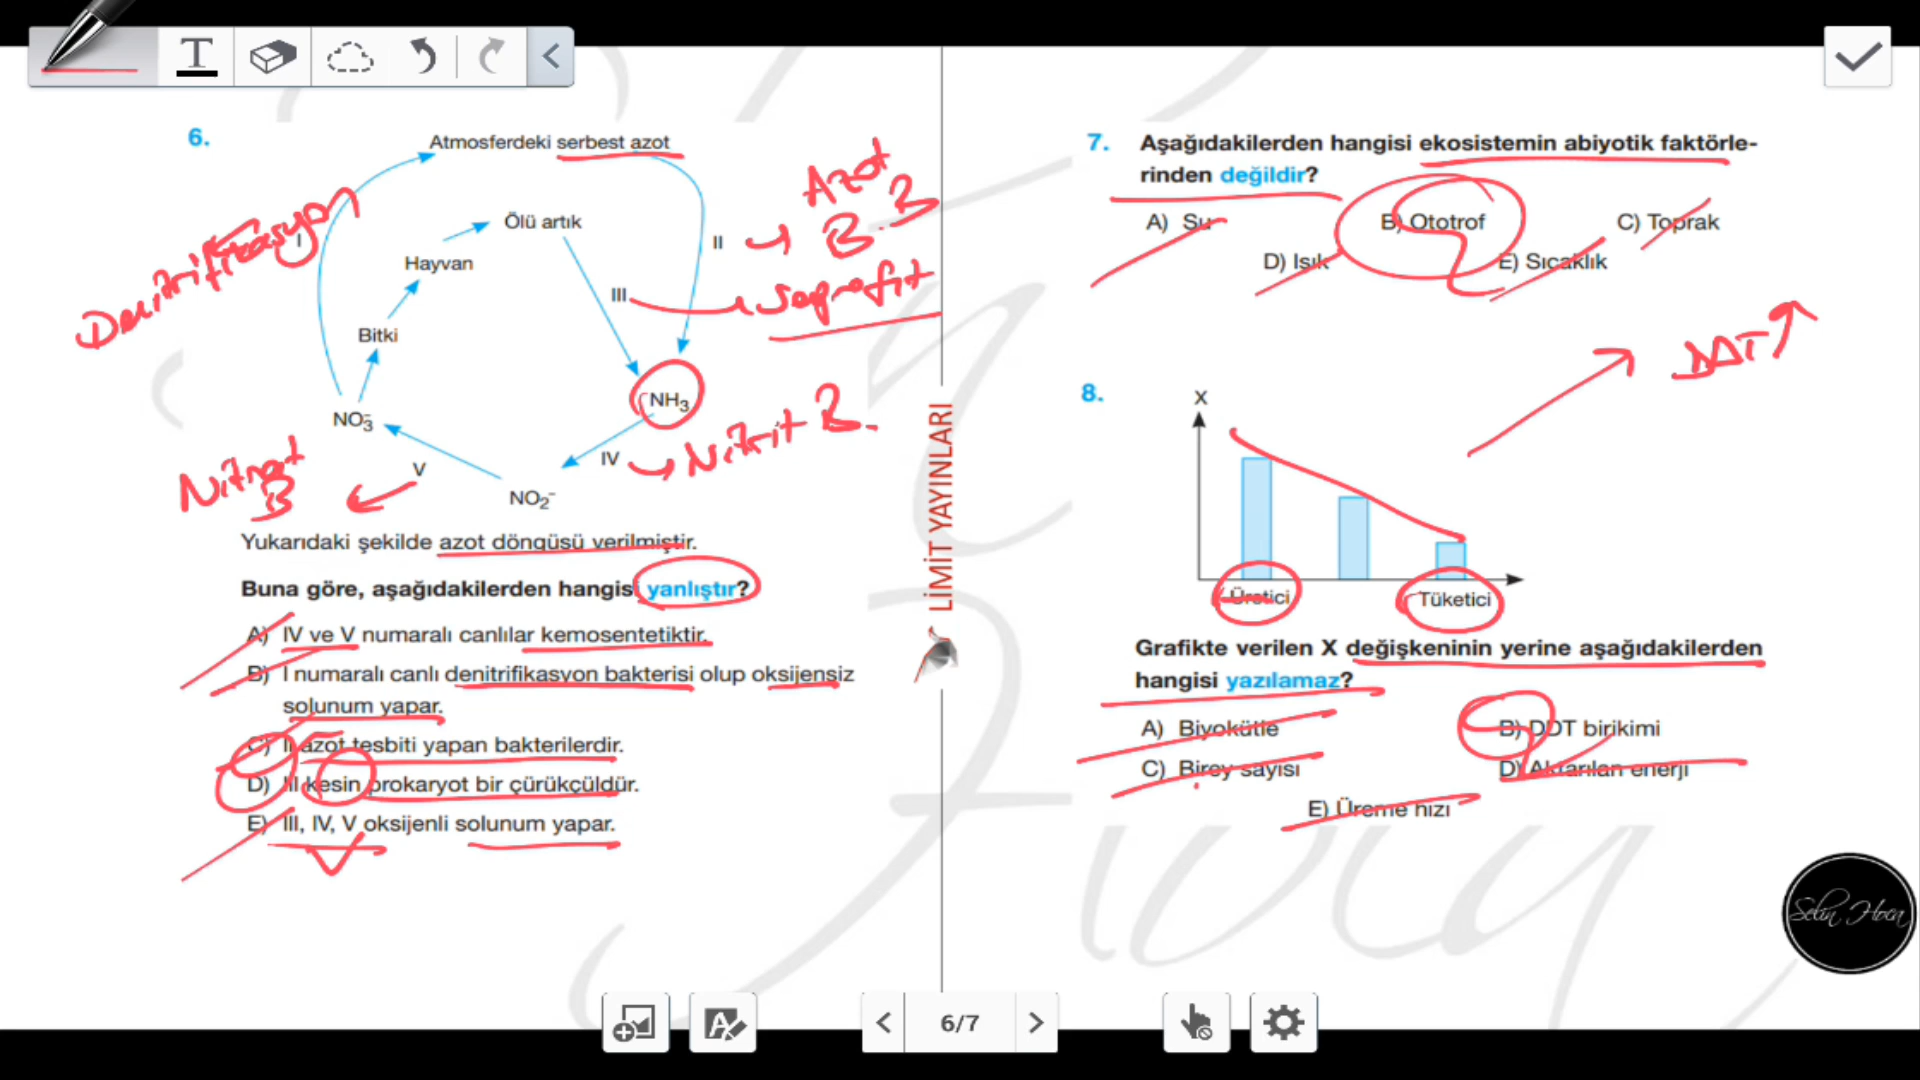 T
6.
Atmosferdeki serbest azot
Denitrifikasyon
I
Ölü artık
Hayvan
Bitki
II
Azot
B.B
III
Saprofit
NH₃
NO₃⁻
Nitrat
B
V
NO₂⁻
IV
Nitrit B.
Yukarıdaki şekilde azot döngüsü verilmiştir.
Buna göre, aşağıdakilerden hangisi yanlıştır?
A) IV ve V numaralı canlılar kemosentetiktir.
B) I numaralı canlı denitrifikasyon bakterisi olup oksijensiz
solunum yapar.
C) II azot tesbiti yapan bakterilerdir.
D) III kesin prokaryot bir çürükçüldür.
E) III, IV, V oksijenli solunum yapar.
LİMİT YAYINLARI
7. Aşağıdakilerden hangisi ekosistemin abiyotik faktörle-
rinden değildir?
A) Su
B) Ototrof
C) Toprak
D) Işık
E) Sıcaklık
8.
X
DDT
Üretici
Tüketici
Grafikte verilen X değişkeninin yerine aşağıdakilerden
hangisi yazılamaz?
A) Biyokütle
B) DDT birikimi
C) Birey sayısı
D) Aktarılan enerji
E) Üreme hızı
Selin Hoca
6/7